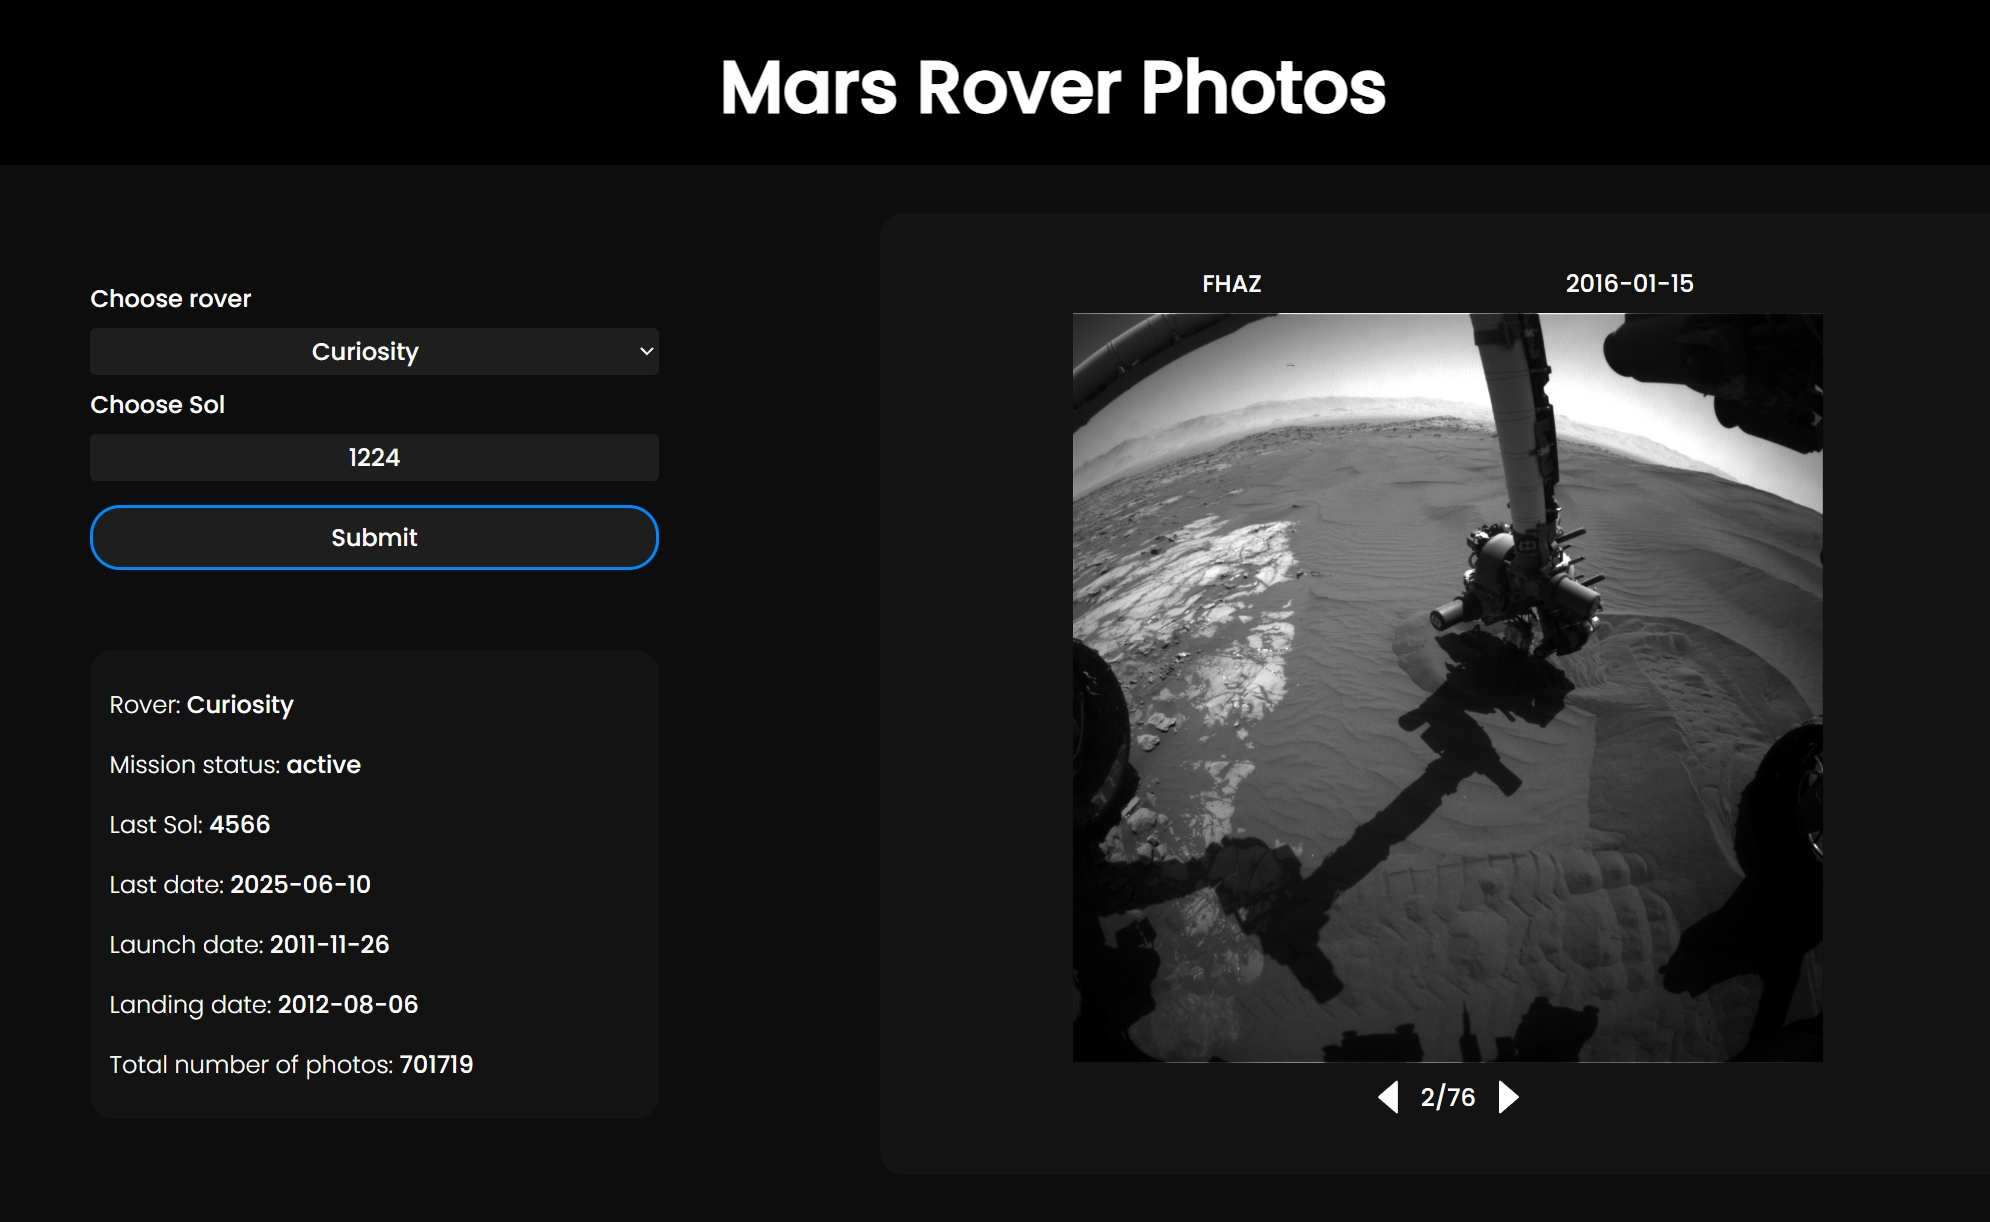 Mars Rover Photos
Choose rover
Curiosity
Choose Sol
1224
Submit
Rover: Curiosity
Mission status: active
Last Sol: 4566
Last date: 2025-06-10
Launch date: 2011-11-26
Landing date: 2012-08-06
Total number of photos: 701719
FHAZ 2016-01-15
2/76